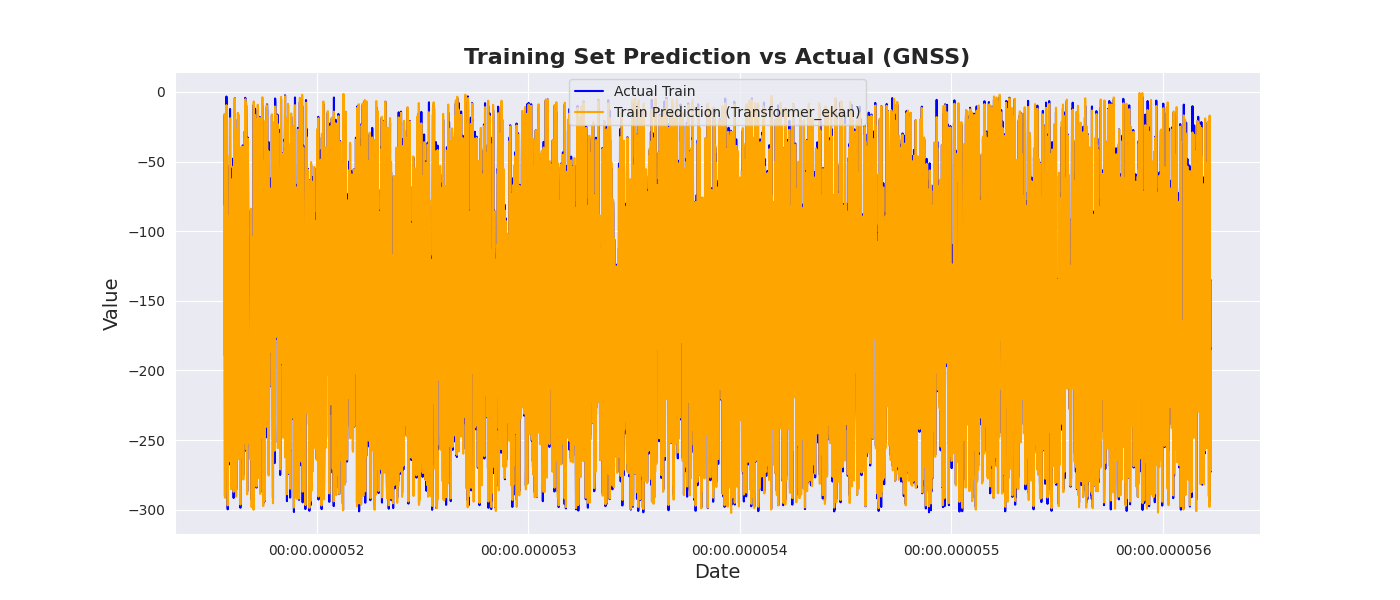 Training Set Prediction vs Actual (GNSS)
Actual Train
Train Prediction (Transformer_ekan)
0
−50
−100
−150
−200
−250
−300
Value
00:00.000052
00:00.000053
00:00.000054
00:00.000055
00:00.000056
Date